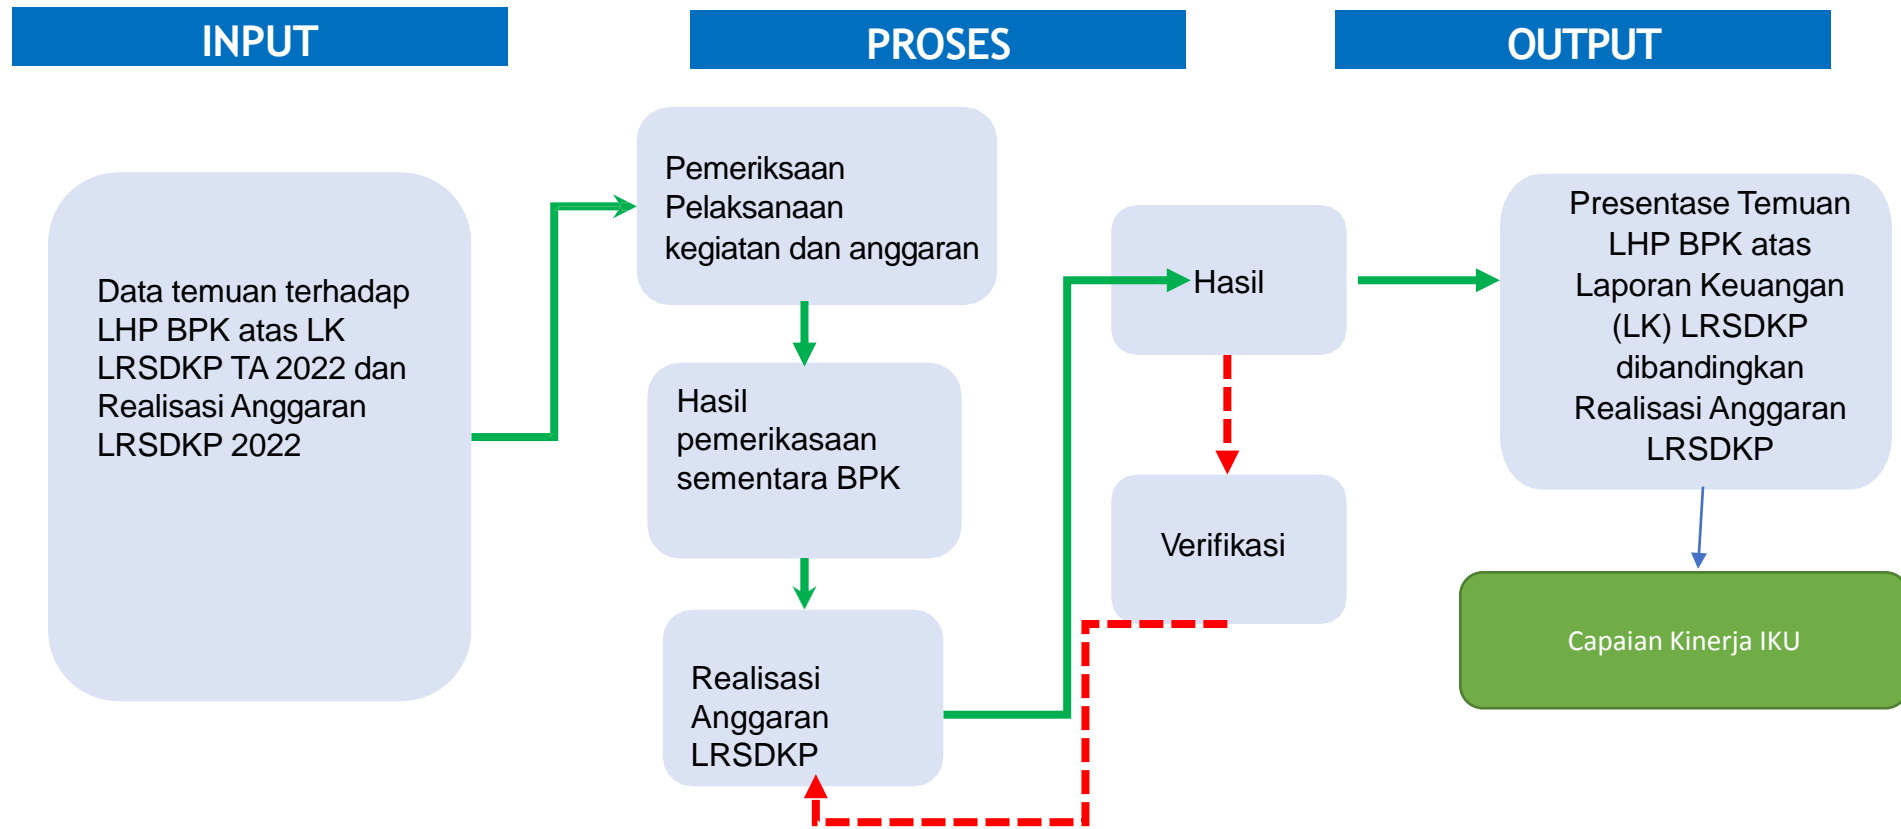 INPUT
PROSES
OUTPUT
Data temuan terhadap
LHP BPK atas LK
LRSDKP TA 2022 dan
Realisasi Anggaran
LRSDKP 2022
Pemeriksaan
Pelaksanaan
kegiatan dan anggaran
Hasil
pemerikasaan
sementara BPK
Realisasi
Anggaran
LRSDKP
Hasil
Verifikasi
Presentase Temuan
LHP BPK atas
Laporan Keuangan
(LK) LRSDKP
dibandingkan
Realisasi Anggaran
LRSDKP
Capaian Kinerja IKU